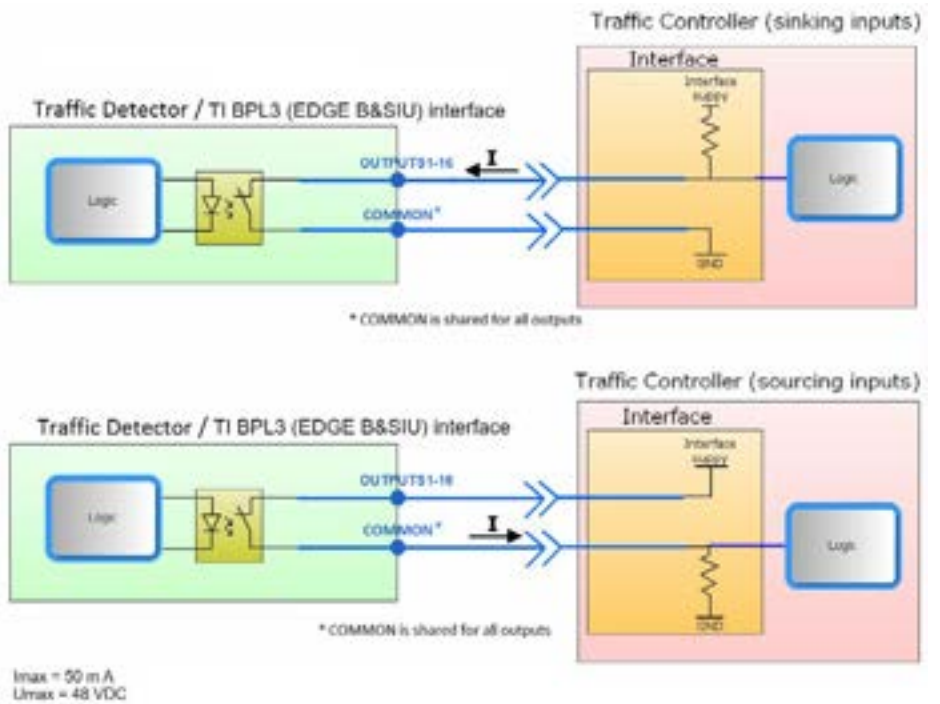 Traffic Controller (sinking inputs)
Interface
Interface
supply
Traffic Detector / TI BPL3 (EDGE B&SIU) interface
OUTPUTS1-16
I
Logic
Logic
COMMON*
GND
* COMMON is shared for all outputs
Traffic Controller (sourcing inputs)
Interface
Traffic Detector / TI BPL3 (EDGE B&SIU) interface
Interface
supply
OUTPUTS1-16
Logic
COMMON*
I
Logic
GND
* COMMON is shared for all outputs
Imax = 50 m A
Umax = 48 VDC